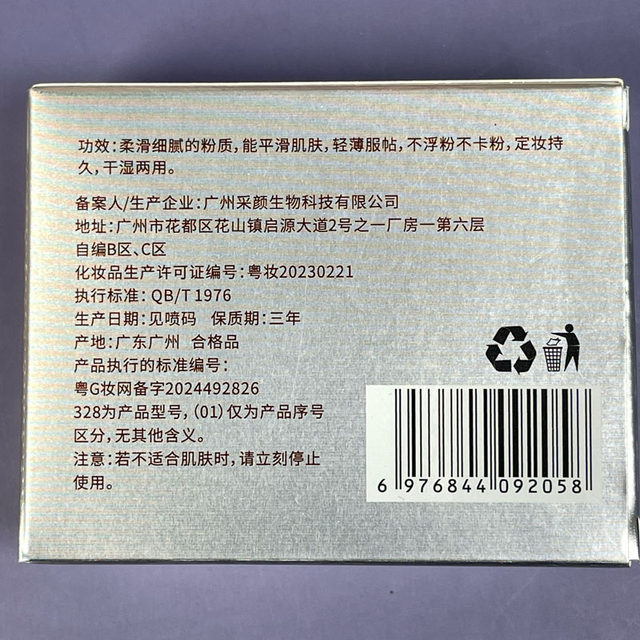 功效：柔滑细腻的粉质，能平滑肌肤，轻薄服帖，不浮粉不卡粉，定妆持
久，干湿两用。
备案人/生产企业：广州采颜生物科技有限公司
地址：广州市花都区花山镇启源大道2号之一厂房一第六层
自编B区、C区
化妆品生产许可证编号：粤妆20230221
执行标准：QB/T 1976
生产日期：见喷码 保质期：三年
产地：广东广州 合格品
产品执行的标准编号：
粤G妆网备字2024492826
328为产品型号，（01）仅为产品序号
区分，无其他含义。
注意：若不适合肌肤时，请立刻停止
使用。
6 976844 092058